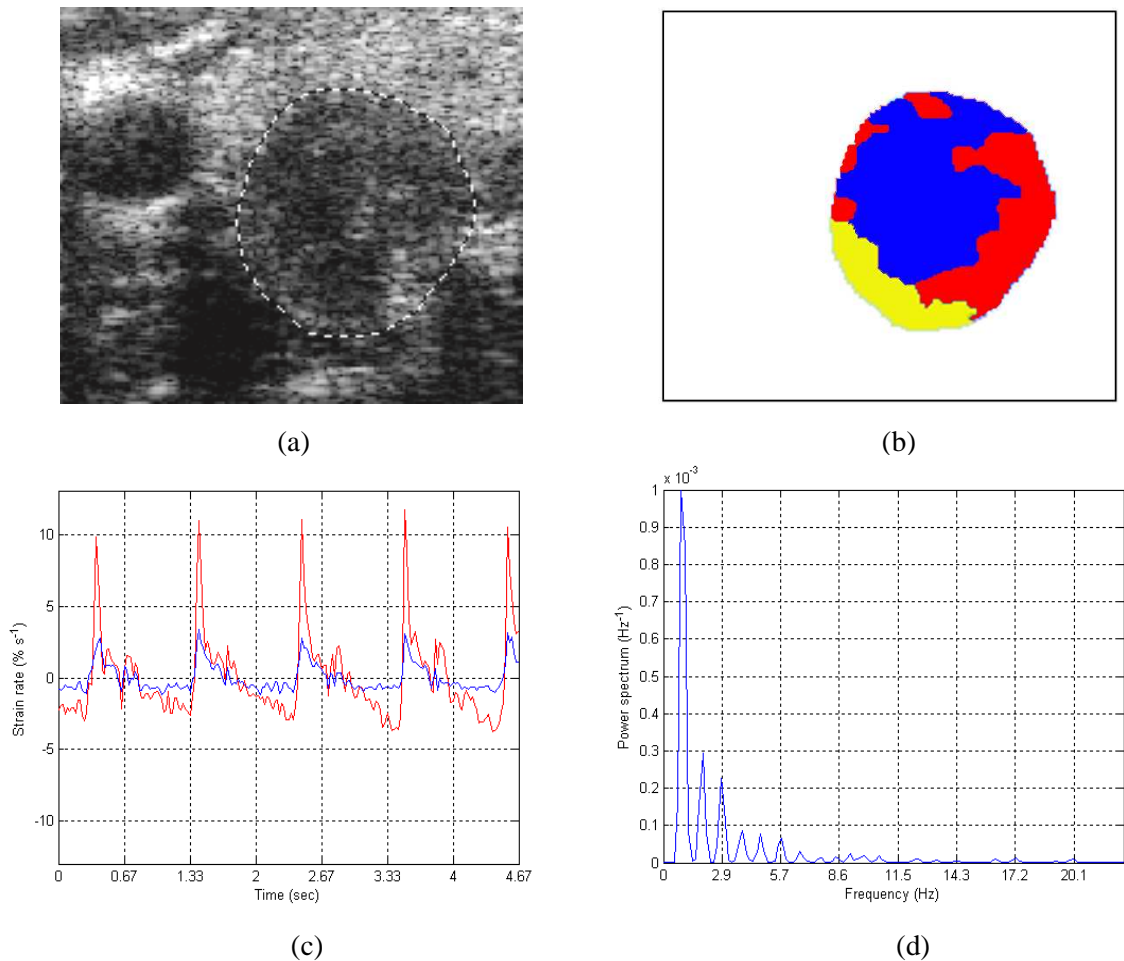 (a)
(b)
10
5
0
-5
-10
Strain rate (% s⁻¹)
0 0.67 1.33 2 2.67 3.33 4 4.67
Time (sec)
(c)
x 10⁻³
1
0.9
0.8
0.7
0.6
0.5
0.4
0.3
0.2
0.1
0
Power spectrum (Hz⁻¹)
0 2.9 5.7 8.6 11.5 14.3 17.2 20.1
Frequency (Hz)
(d)